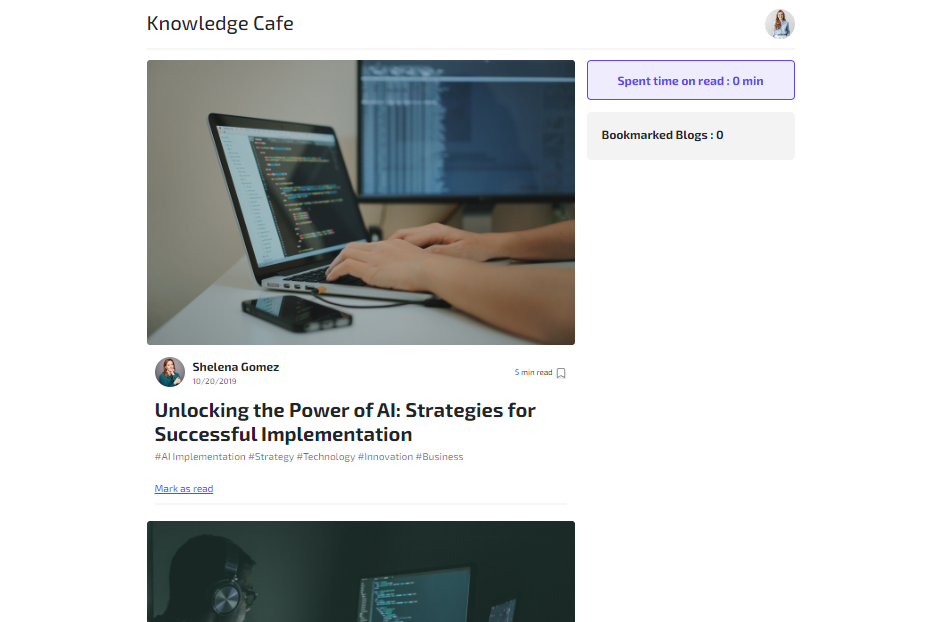 Knowledge Cafe
Spent time on read : 0 min
Bookmarked Blogs : 0
Shelena Gomez
10/20/2019
5 min read
Unlocking the Power of AI: Strategies for
Successful Implementation
#AI Implementation #Strategy #Technology #Innovation #Business
Mark as read